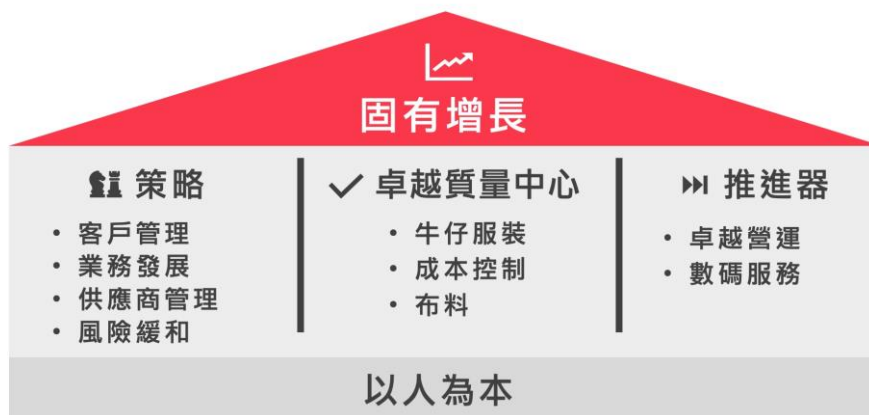 固有增長
策略
• 客戶管理
• 業務發展
• 供應商管理
• 風險緩和
卓越質量中心
• 牛仔服裝
• 成本控制
• 布料
推進器
• 卓越營運
• 數碼服務
以人為本